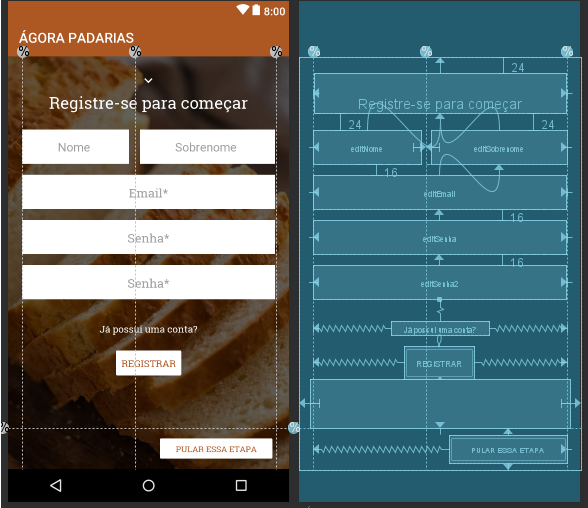 8:00
ÁGORA PADARIAS
% % %
Registre-se para começar
Nome Sobrenome
Email*
Senha*
Senha*
Já possui uma conta?
REGISTRAR
%
PULAR ESSA ETAPA
% % %
24
Registre-se para começar
24 24
editNome editSobrenome
16
editEmail
16
editSenha
16
editSenha2
Já possui uma conta?
REGISTRAR
%
PULAR ESSA ETAPA